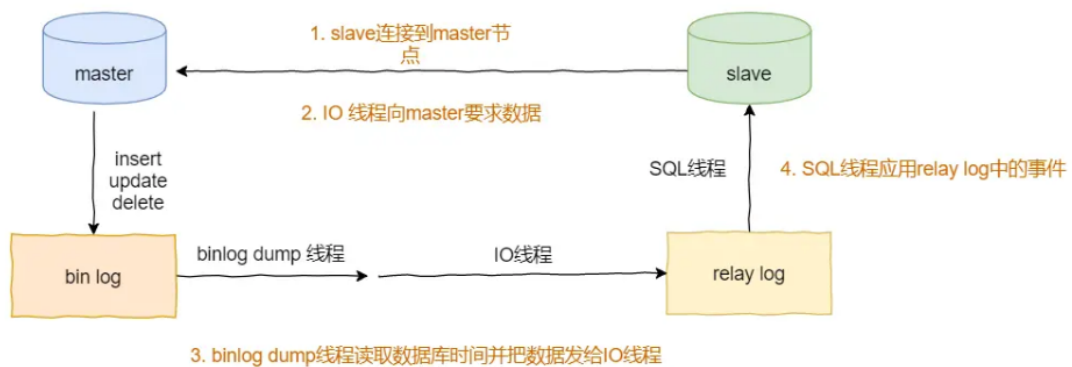 1. slave连接到master节
点
master
slave
2. IO 线程向master要求数据
insert
update
delete
SQL线程
4. SQL线程应用relay log中的事件
bin log
binlog dump 线程
IO线程
relay log
3. binlog dump线程读取数据库时间并把数据发给IO线程